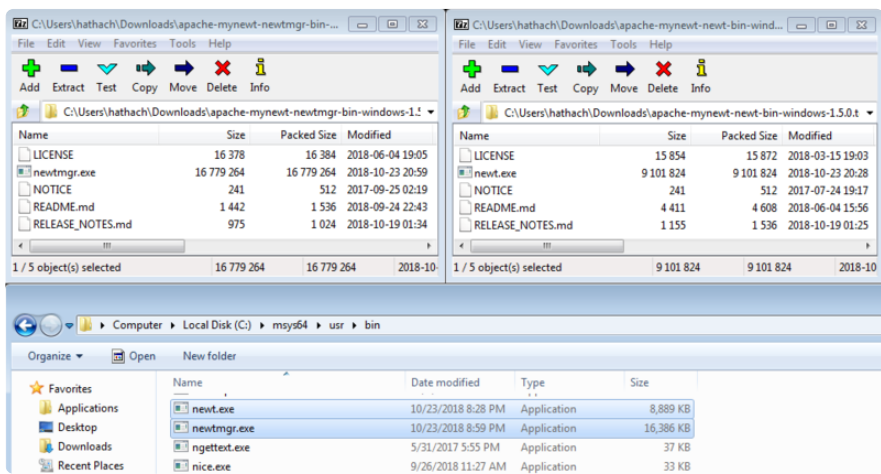 C:\Users\hathach\Downloads\apache-mynewt-newtmgr-bin-...
File Edit View Favorites Tools Help
Add Extract Test Copy Move Delete Info
C:\Users\hathach\Downloads\apache-mynewt-newtmgr-bin-windows-1.5
Name Size Packed Size Modified
LICENSE 16 378 16 384 2018-06-04 19:05
newtmgr.exe 16 779 264 16 779 264 2018-10-23 20:59
NOTICE 241 512 2017-09-25 02:19
README.md 1 442 1 536 2018-09-24 22:43
RELEASE_NOTES.md 975 1 024 2018-10-19 01:34
1 / 5 object(s) selected 16 779 264 16 779 264 2018-10-
C:\Users\hathach\Downloads\apache-mynewt-newt-bin-wind...
File Edit View Favorites Tools Help
Add Extract Test Copy Move Delete Info
C:\Users\hathach\Downloads\apache-mynewt-newt-bin-windows-1.5.0.t
Name Size Packed Size Modified
LICENSE 15 854 15 872 2018-03-15 19:03
newt.exe 9 101 824 9 101 824 2018-10-23 20:28
NOTICE 241 512 2017-07-24 19:17
README.md 4 411 4 608 2018-06-04 15:56
RELEASE_NOTES.md 1 155 1 536 2018-10-19 01:25
1 / 5 object(s) selected 9 101 824 9 101 824 2018-10
Computer Local Disk (C:) msys64 usr bin
Organize Open New folder
Favorites
Applications
Desktop
Downloads
Recent Places
Name Date modified Type Size
newt.exe 10/23/2018 8:28 PM Application 8,889 KB
newtmgr.exe 10/23/2018 8:59 PM Application 16,386 KB
ngettext.exe 5/31/2017 5:55 PM Application 37 KB
nice.exe 9/26/2018 11:27 AM Application 33 KB